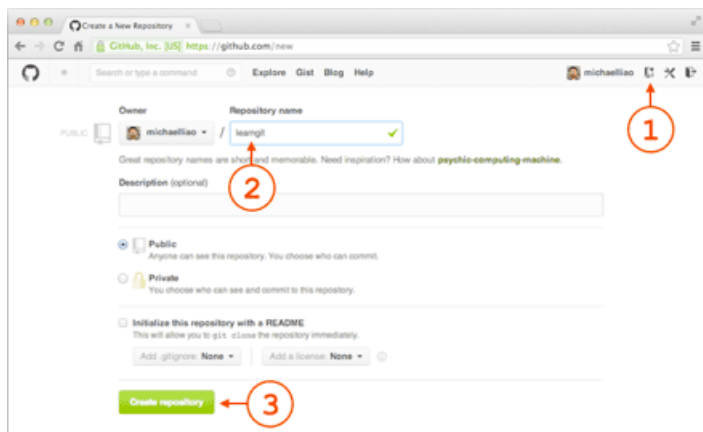 Create a New Repository
GitHub, Inc. [US] https://github.com/new
Search or type a command Explore Gist Blog Help michaelliao
1
Owner Repository name
PUBLIC michaelliao / learngit
2
Great repository names are short and memorable. Need inspiration? How about psychic-computing-machine.
Description (optional)
Public
Anyone can see this repository. You choose who can commit.
Private
You choose who can see and commit to this repository.
Initialize this repository with a README
This will allow you to git clone the repository immediately.
Add .gitignore: None Add a license: None
Create repository
3